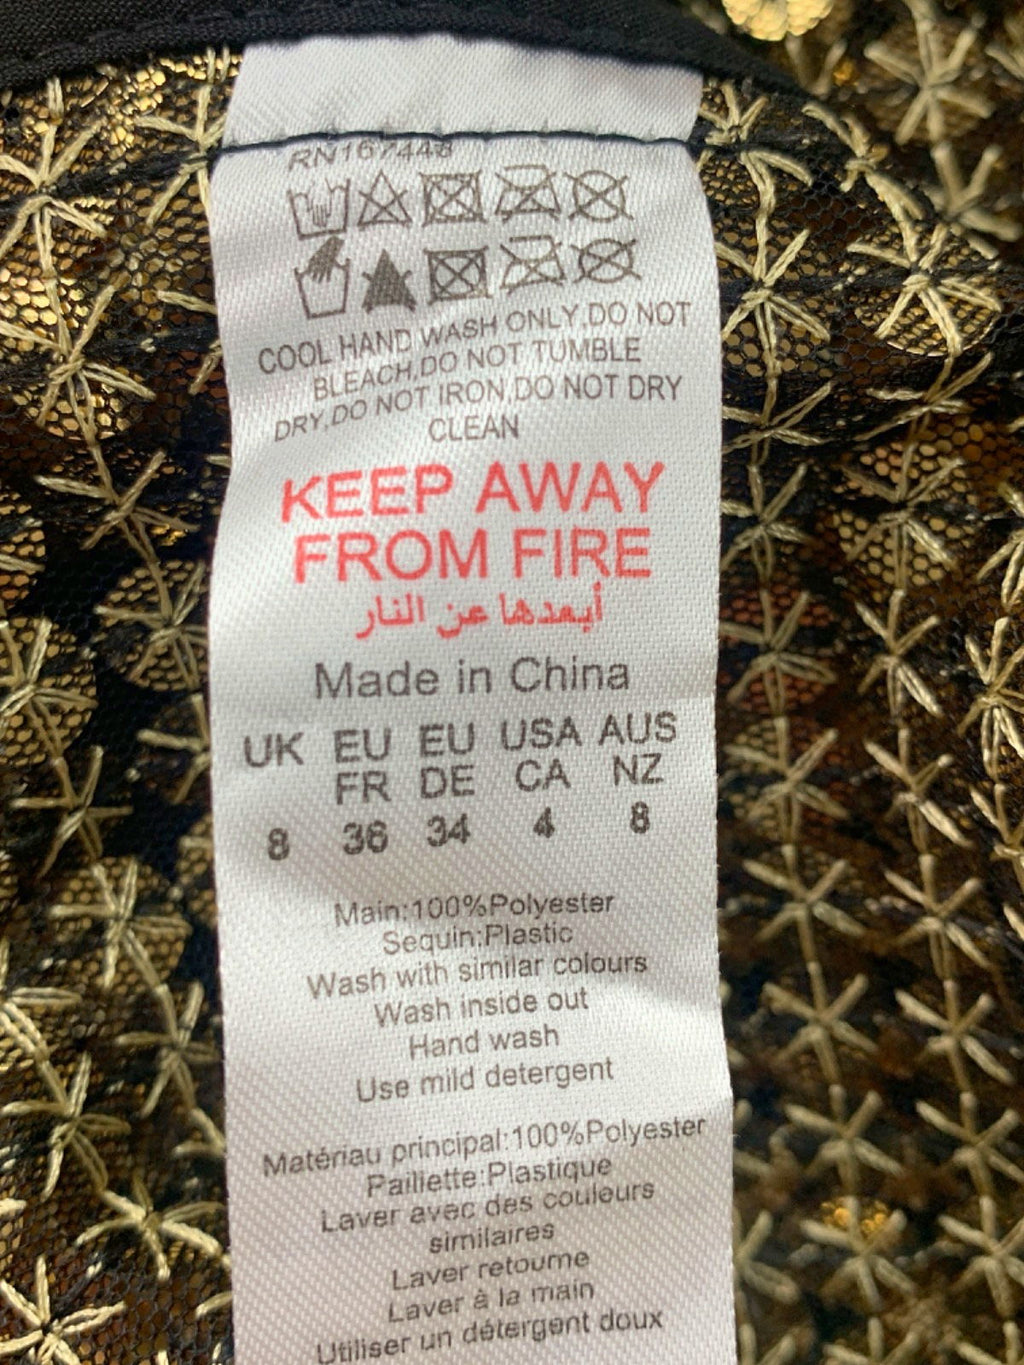 RN167448
COOL HAND WASH ONLY,DO NOT
BLEACH,DO NOT TUMBLE
DRY,DO NOT IRON,DO NOT DRY
CLEAN
KEEP AWAY
FROM FIRE
أبعدها عن النار
Made in China
UK EU EU USA AUS
FR DE CA NZ
8 36 34 4 8
Main:100%Polyester
Sequin:Plastic
Wash with similar colours
Wash inside out
Hand wash
Use mild detergent
Matériau principal:100%Polyester
Paillette:Plastique
Laver avec des couleurs
similaires
Laver retourne
Laver à la main
Utiliser un détergent doux